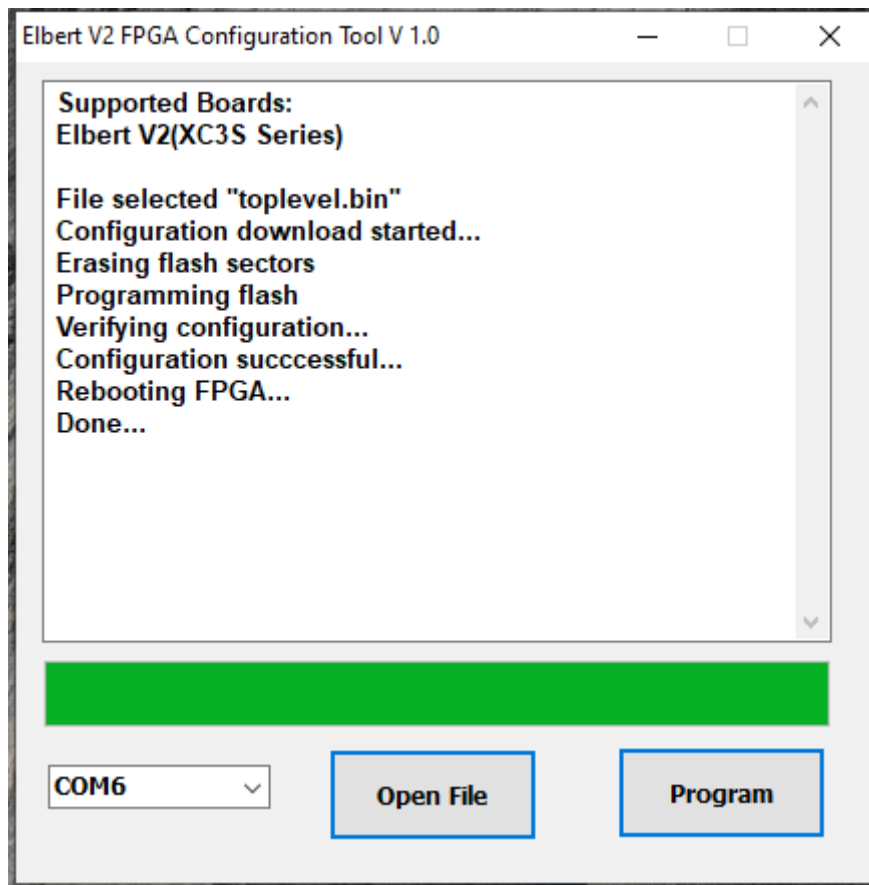 Elbert V2 FPGA Configuration Tool V 1.0
Supported Boards:
Elbert V2(XC3S Series)
File selected "toplevel.bin"
Configuration download started...
Erasing flash sectors
Programming flash
Verifying configuration...
Configuration succcessful...
Rebooting FPGA...
Done...
COM6
Open File
Program